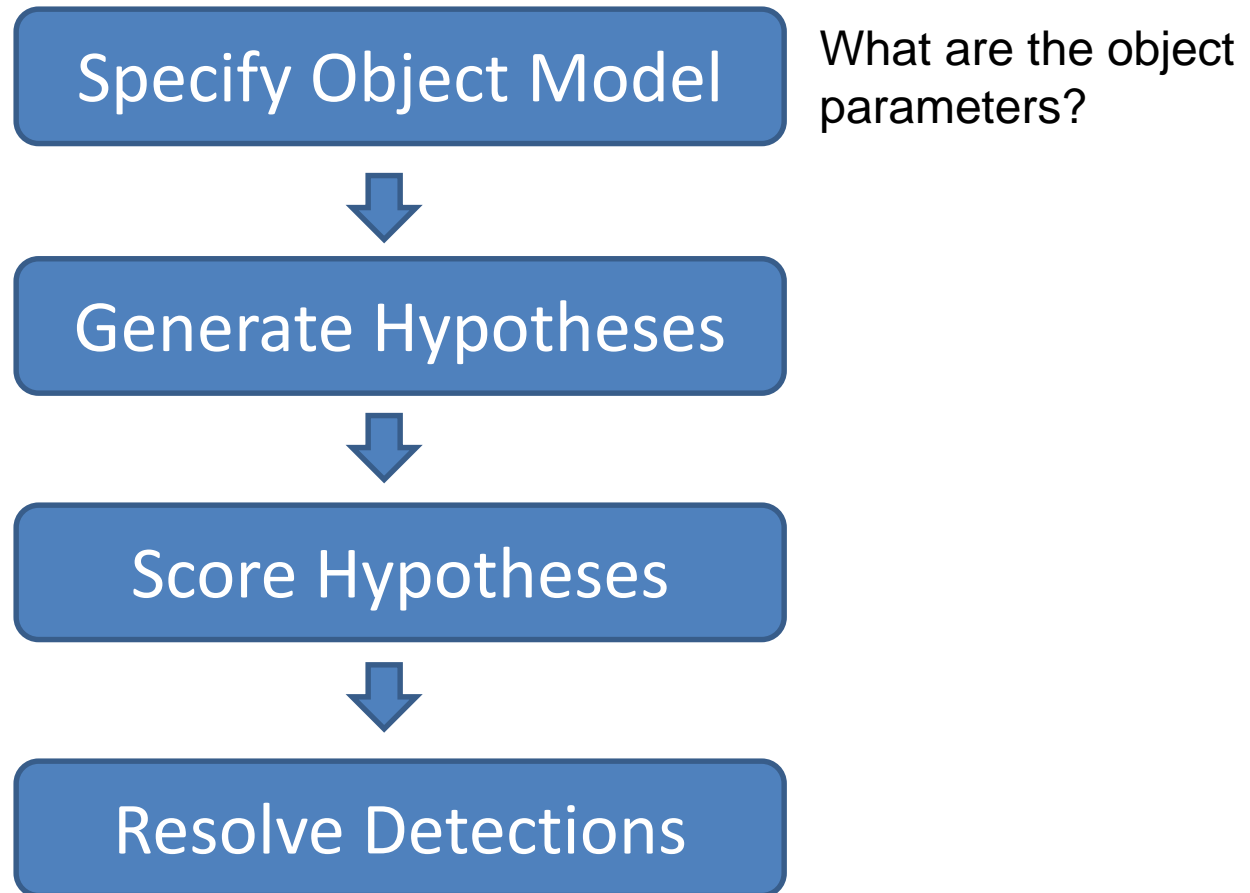 Specify Object Model
What are the object
parameters?
Generate Hypotheses
Score Hypotheses
Resolve Detections